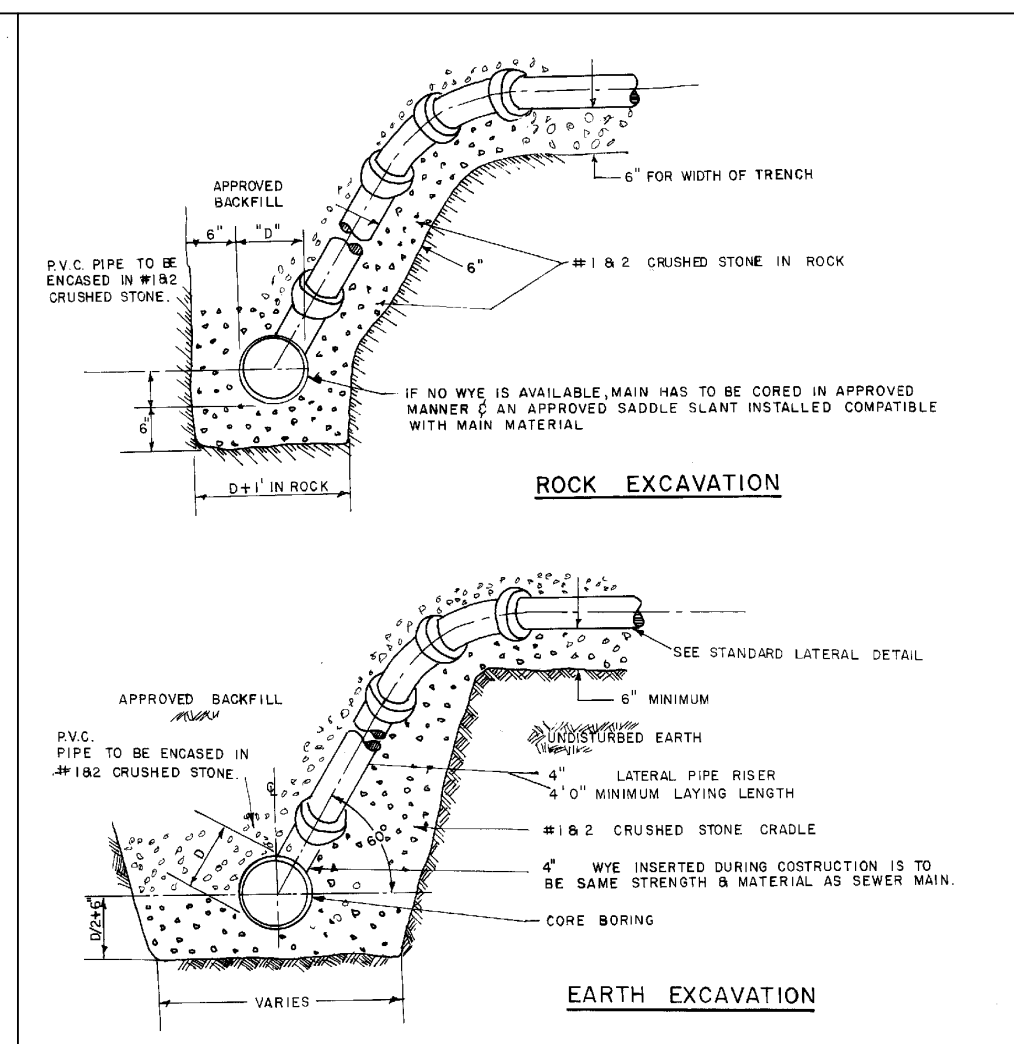 APPROVED
BACKFILL
6" "D"
P.V.C. PIPE TO BE
ENCASED IN #1&2
CRUSHED STONE.
6" FOR WIDTH OF TRENCH
6"
#1 & 2 CRUSHED STONE IN ROCK
IF NO WYE IS AVAILABLE, MAIN HAS TO BE CORED IN APPROVED
MANNER & AN APPROVED SADDLE SLANT INSTALLED COMPATIBLE
WITH MAIN MATERIAL
6"
D+1' IN ROCK
ROCK EXCAVATION
SEE STANDARD LATERAL DETAIL
6" MINIMUM
APPROVED BACKFILL
UNDISTURBED EARTH
P.V.C.
PIPE TO BE ENCASED IN
#1&2 CRUSHED STONE.
℄
4" LATERAL PIPE RISER
4'0" MINIMUM LAYING LENGTH
#1&2 CRUSHED STONE CRADLE
D
60°
4" WYE INSERTED DURING COSTRUCTION IS TO
BE SAME STRENGTH & MATERIAL AS SEWER MAIN.
CORE BORING
D/2+6"
VARIES
EARTH EXCAVATION